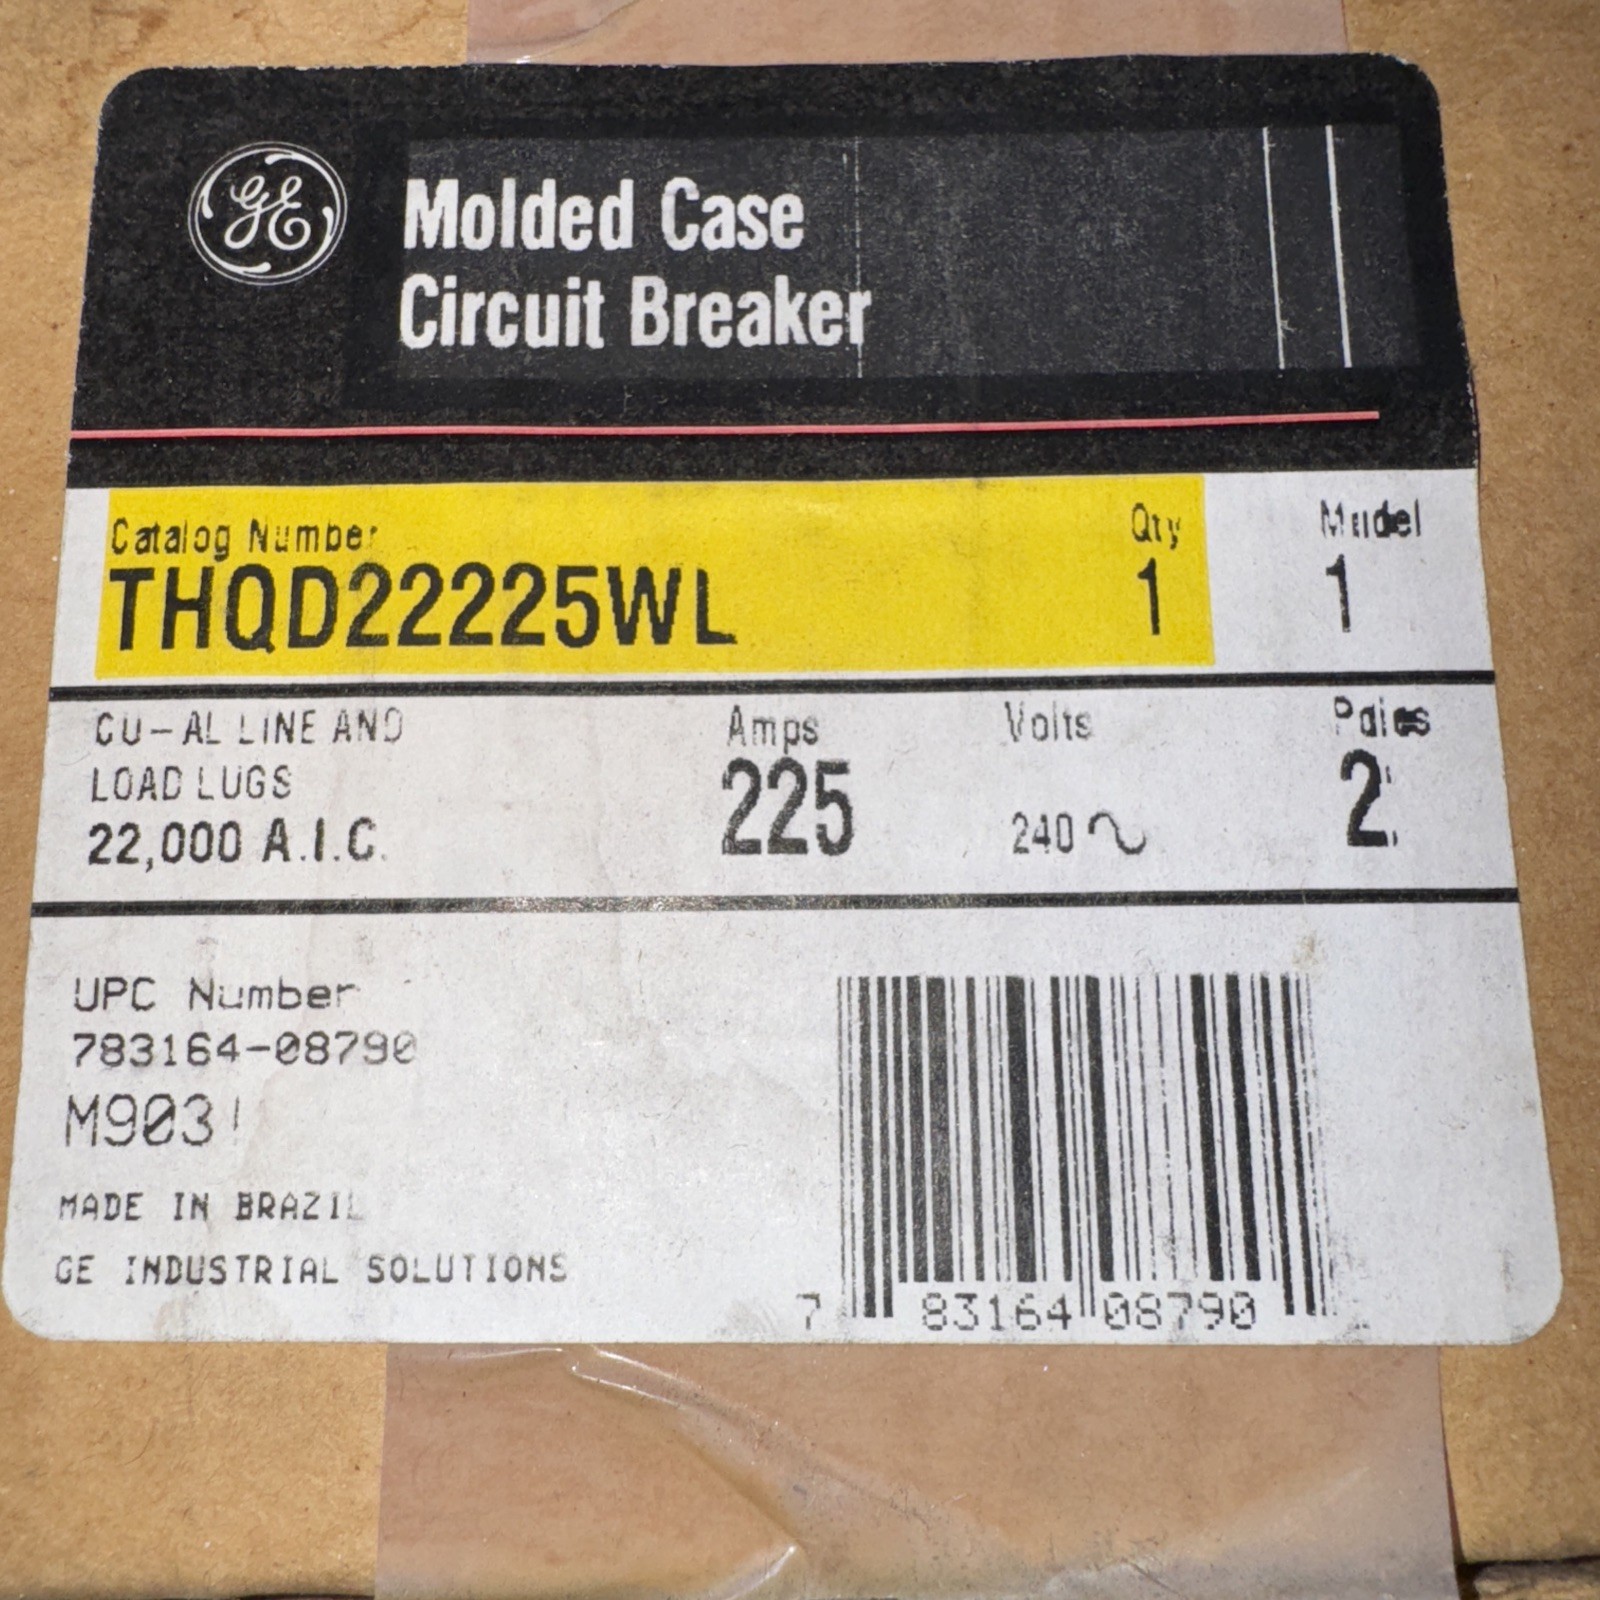 GE
Molded Case
Circuit Breaker
Catalog Number
THQD22225WL
Qty
1
Model
1
CU-AL LINE AND
LOAD LUGS
22,000 A.I.C.
Amps
225
Volts
240~
Poles
2
UPC Number
783164-08790
M903
MADE IN BRAZIL
GE INDUSTRIAL SOLUTIONS
7 83164 08790